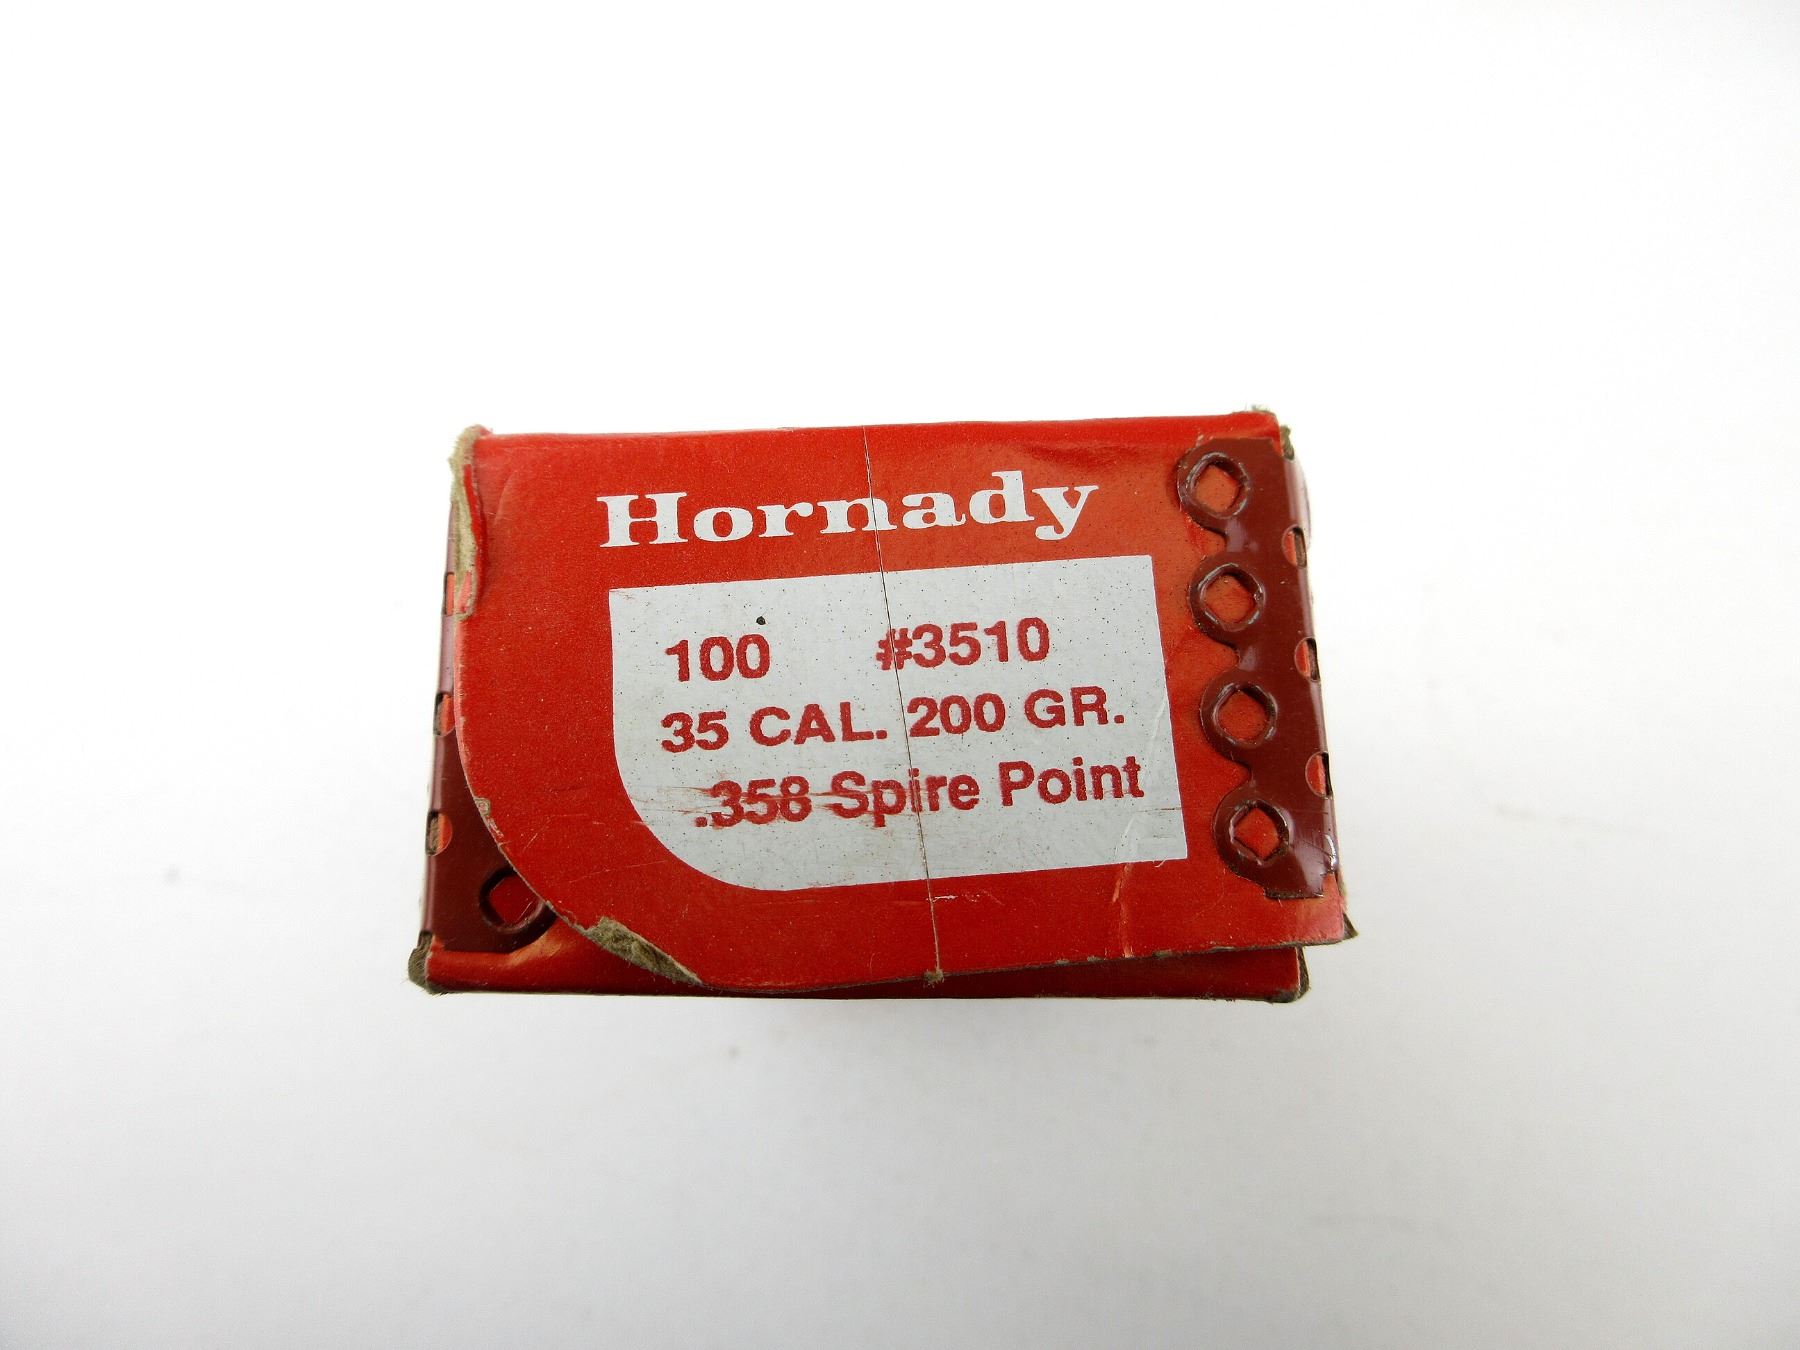 Hornady
100 #3510
35 CAL. 200 GR.
.358 Spire Point